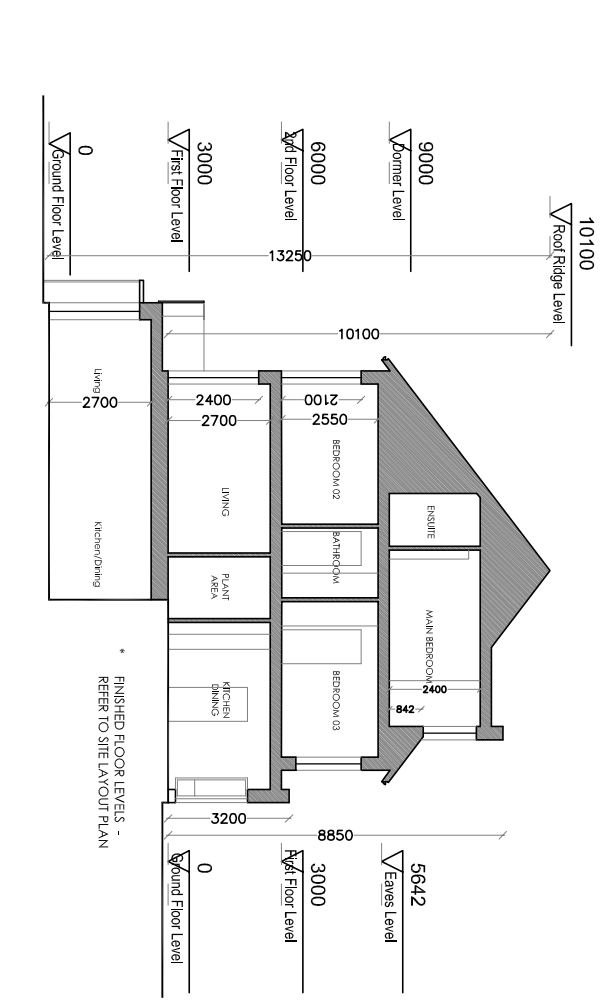 10100
Roof Ridge Level
9000
Dormer Level
6000
2nd Floor Level
3000
First Floor Level
0
Ground Floor Level
13250
10100
2100
2550
2400
2700
2700
ENSUITE
MAIN BEDROOM
2400
842
BEDROOM 02
BATHROOM
BEDROOM 03
LIVING
PLANT
AREA
KITCHEN
DINING
Living
Kitchen/Dining
3200
8850
5642
Eaves Level
3000
First Floor Level
0
Ground Floor Level
* FINISHED FLOOR LEVELS -
REFER TO SITE LAYOUT PLAN